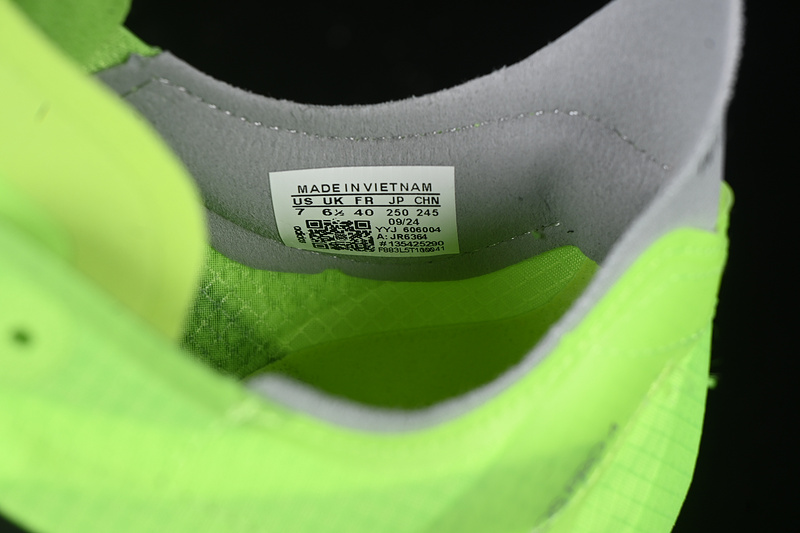 MADE IN VIETNAM
US UK FR JP CHN
7 6½ 40 250 245
09/24
YYJ 606004
A: JR6364
#135425290